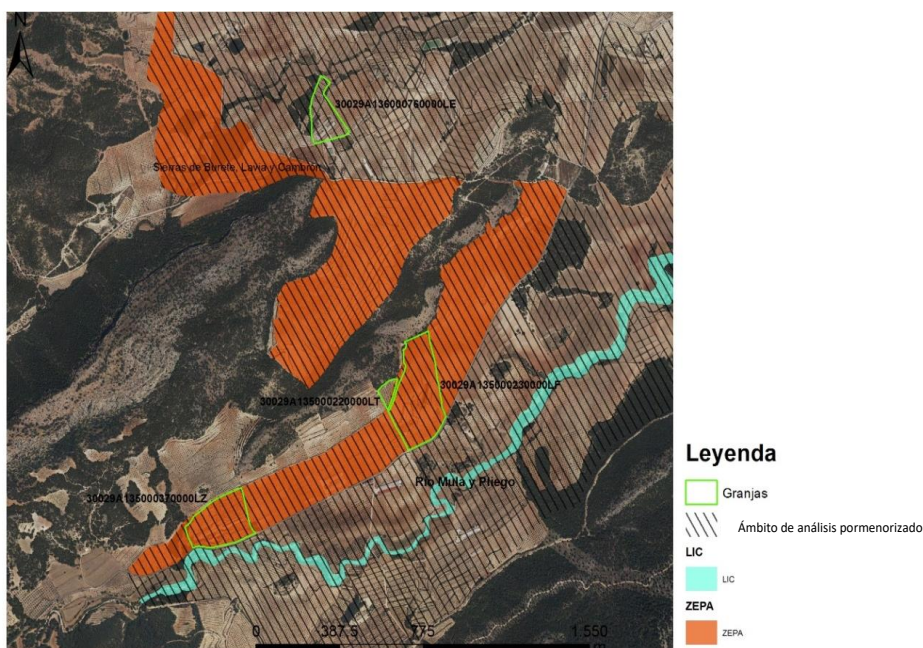 N
30029A136000760000LE
Sierras de Burete, Lavia y Cambrón
30029A135000230000LF
30029A135000220000LT
Río Mula y Pliego
30029A135000370000LZ
0 387.5 775 1.550
m
Leyenda
Granjas
Ámbito de análisis pormenorizado
LIC
LIC
ZEPA
ZEPA